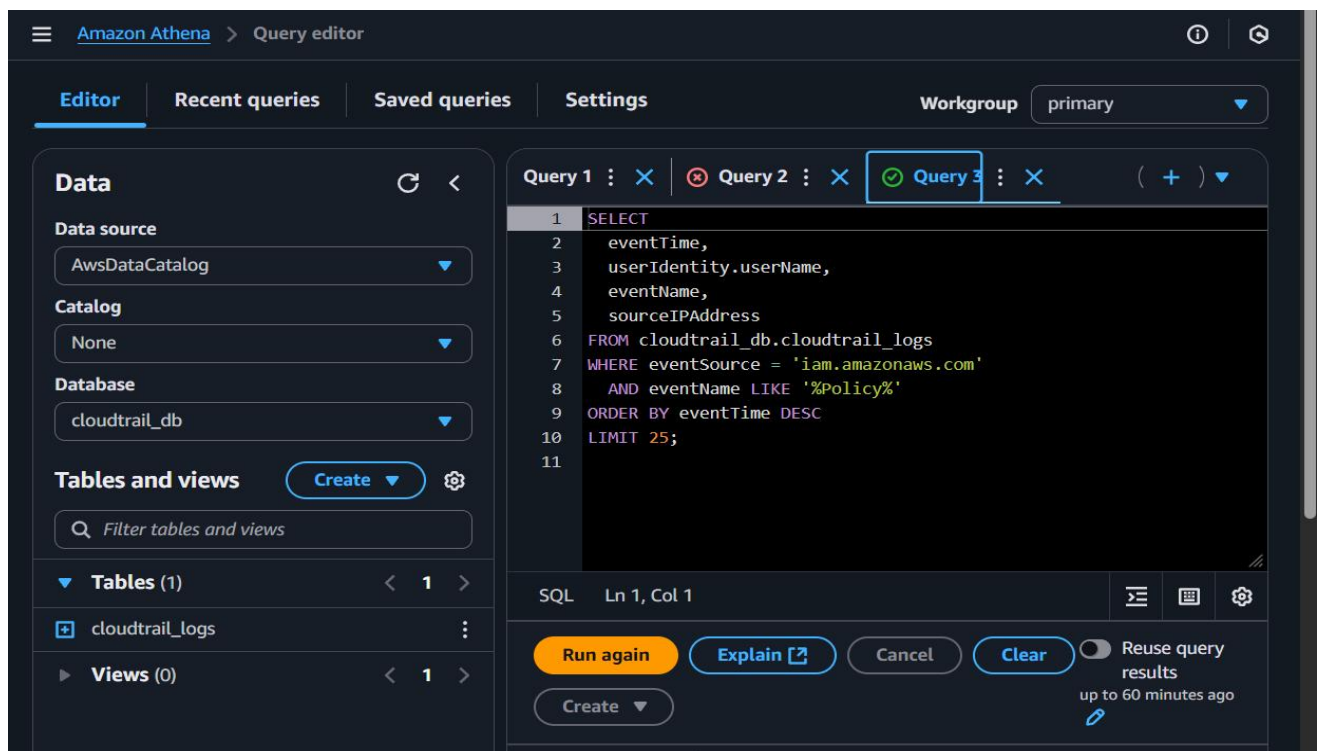 Amazon Athena > Query editor
Editor Recent queries Saved queries Settings Workgroup primary
Data
Data source
AwsDataCatalog
Catalog
None
Database
cloudtrail_db
Tables and views Create
Filter tables and views
Tables (1) < 1 >
cloudtrail_logs
Views (0) < 1 >
Query 1 Query 2 Query 3
1 SELECT
2 eventTime,
3 userIdentity.userName,
4 eventName,
5 sourceIPAddress
6 FROM cloudtrail_db.cloudtrail_logs
7 WHERE eventSource = 'iam.amazonaws.com'
8 AND eventName LIKE '%Policy%'
9 ORDER BY eventTime DESC
10 LIMIT 25;
11
SQL Ln 1, Col 1
Run again Explain Cancel Clear
Reuse query
results
up to 60 minutes ago
Create